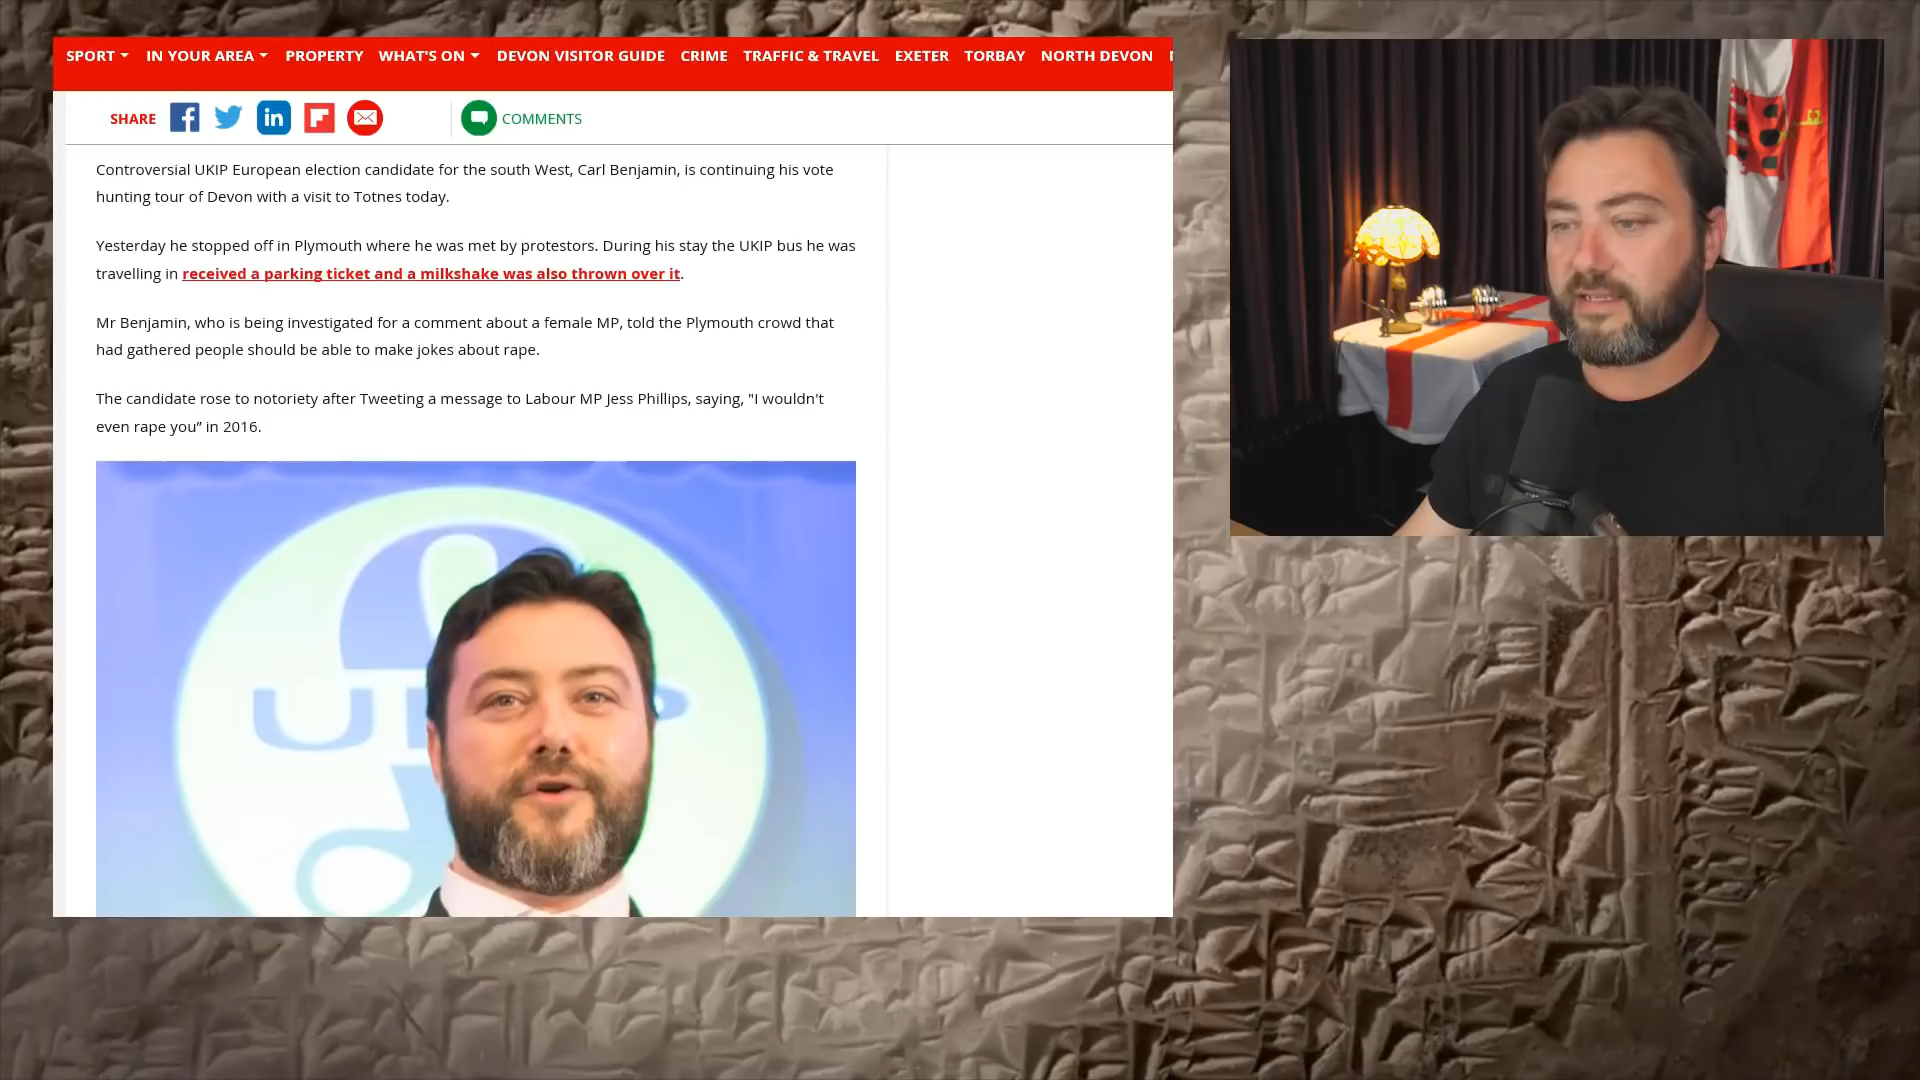 SPORT IN YOUR AREA PROPERTY WHAT'S ON DEVON VISITOR GUIDE CRIME TRAFFIC & TRAVEL EXETER TORBAY NORTH DEVON
SHARE in COMMENTS
Controversial UKIP European election candidate for the south West, Carl Benjamin, is continuing his vote
hunting tour of Devon with a visit to Totnes today.
Yesterday he stopped off in Plymouth where he was met by protestors. During his stay the UKIP bus he was
travelling in received a parking ticket and a milkshake was also thrown over it.
Mr Benjamin, who is being investigated for a comment about a female MP, told the Plymouth crowd that
had gathered people should be able to make jokes about rape.
The candidate rose to notoriety after Tweeting a message to Labour MP Jess Phillips, saying, "I wouldn't
even rape you” in 2016.